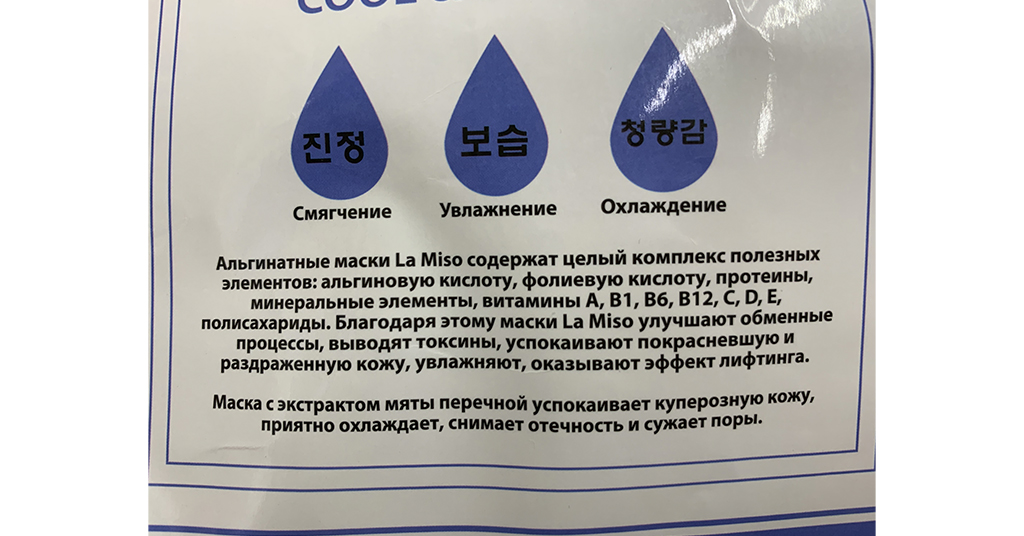 COOL
진정
보습
청량감
Смягчение
Увлажнение
Охлаждение
Альгинатные маски La Miso содержат целый комплекс полезных
элементов: альгиновую кислоту, фолиевую кислоту, протеины,
минеральные элементы, витамины A, B1, B6, B12, C, D, E,
полисахариды. Благодаря этому маски La Miso улучшают обменные
процессы, выводят токсины, успокаивают покрасневшую и
раздраженную кожу, увлажняют, оказывают эффект лифтинга.
Маска с экстрактом мяты перечной успокаивает куперозную кожу,
приятно охлаждает, снимает отечность и сужает поры.